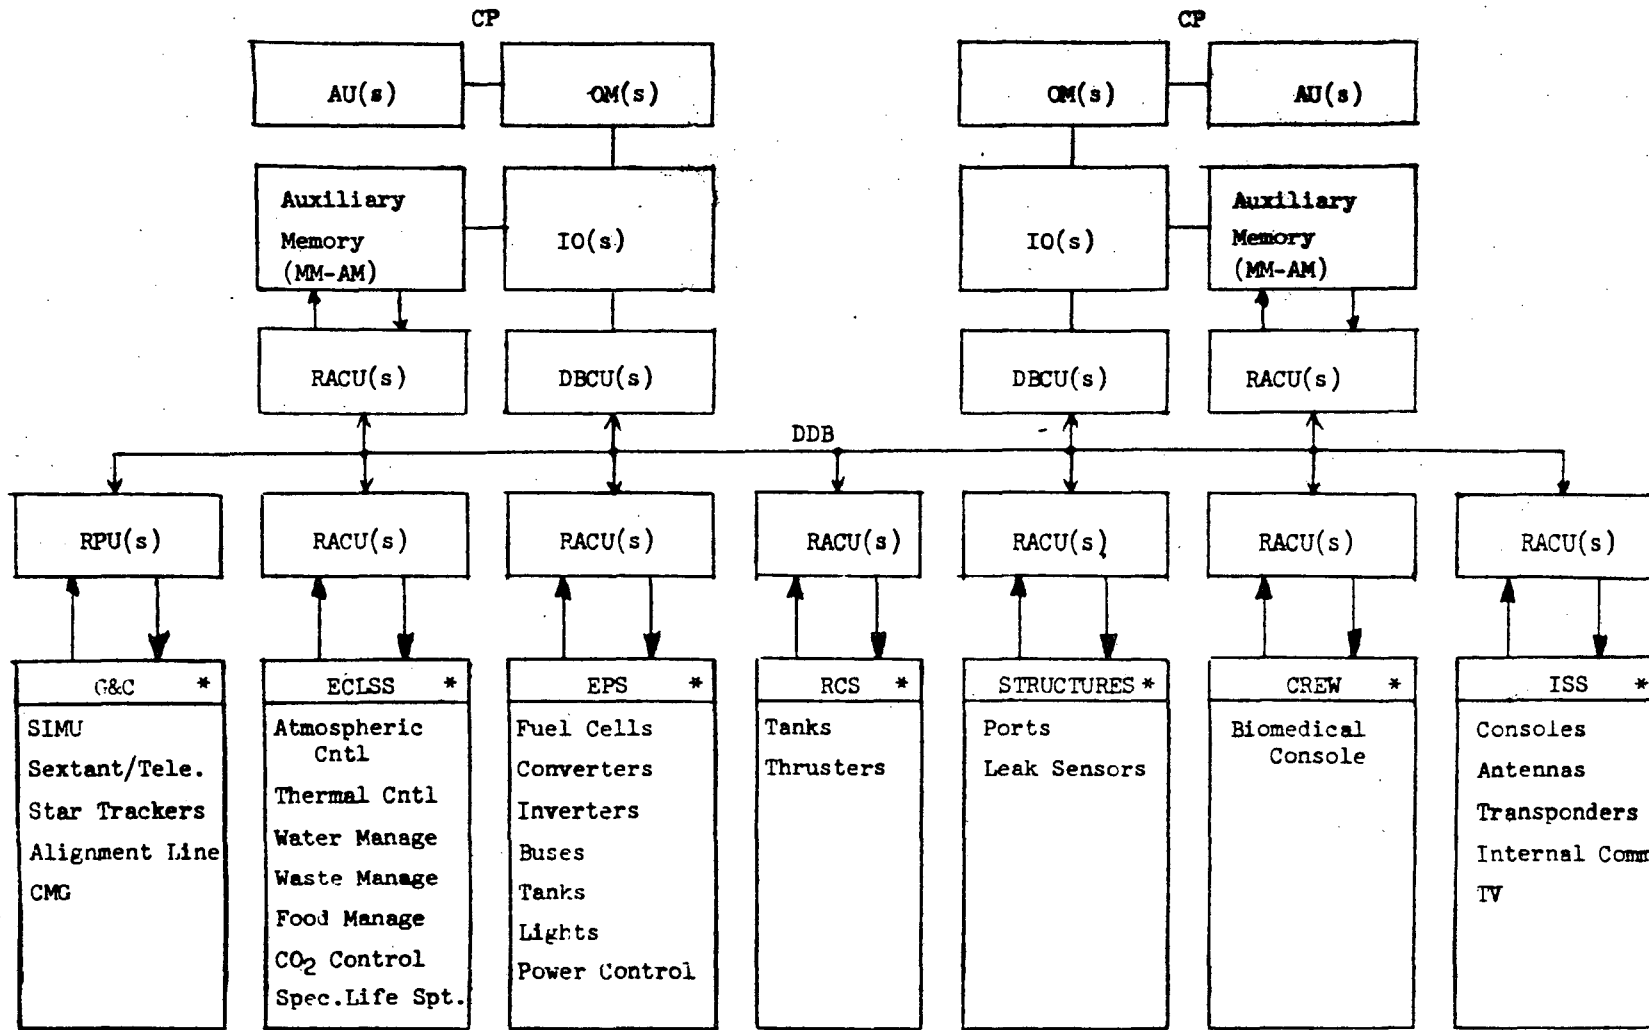 CP
CP
AU(s)
OM(s)
OM(s)
AU(s)
Auxiliary
Memory
(MM-AM)
IO(s)
IO(s)
Auxiliary
Memory
(MM-AM)
RACU(s)
DBCU(s)
DBCU(s)
RACU(s)
DDB
RPU(s)
RACU(s)
RACU(s)
RACU(s)
RACU(s)
RACU(s)
RACU(s)
G&C *
SIMU
Sextant/Tele.
Star Trackers
Alignment Line
CMG
ECLSS *
Atmospheric
Cntl
Thermal Cntl
Water Manage
Waste Manage
Food Manage
CO2 Control
Spec.Life Spt.
EPS *
Fuel Cells
Converters
Inverters
Buses
Tanks
Lights
Power Control
RCS *
Tanks
Thrusters
STRUCTURES *
Ports
Leak Sensors
CREW *
Biomedical
Console
ISS *
Consoles
Antennas
Transponders
Internal Comm
TV